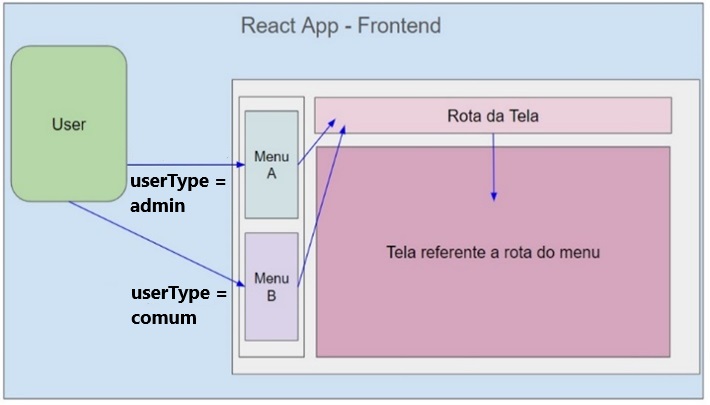 React App - Frontend
User
userType =
admin
userType =
comum
Menu
A
Menu
B
Rota da Tela
Tela referente a rota do menu